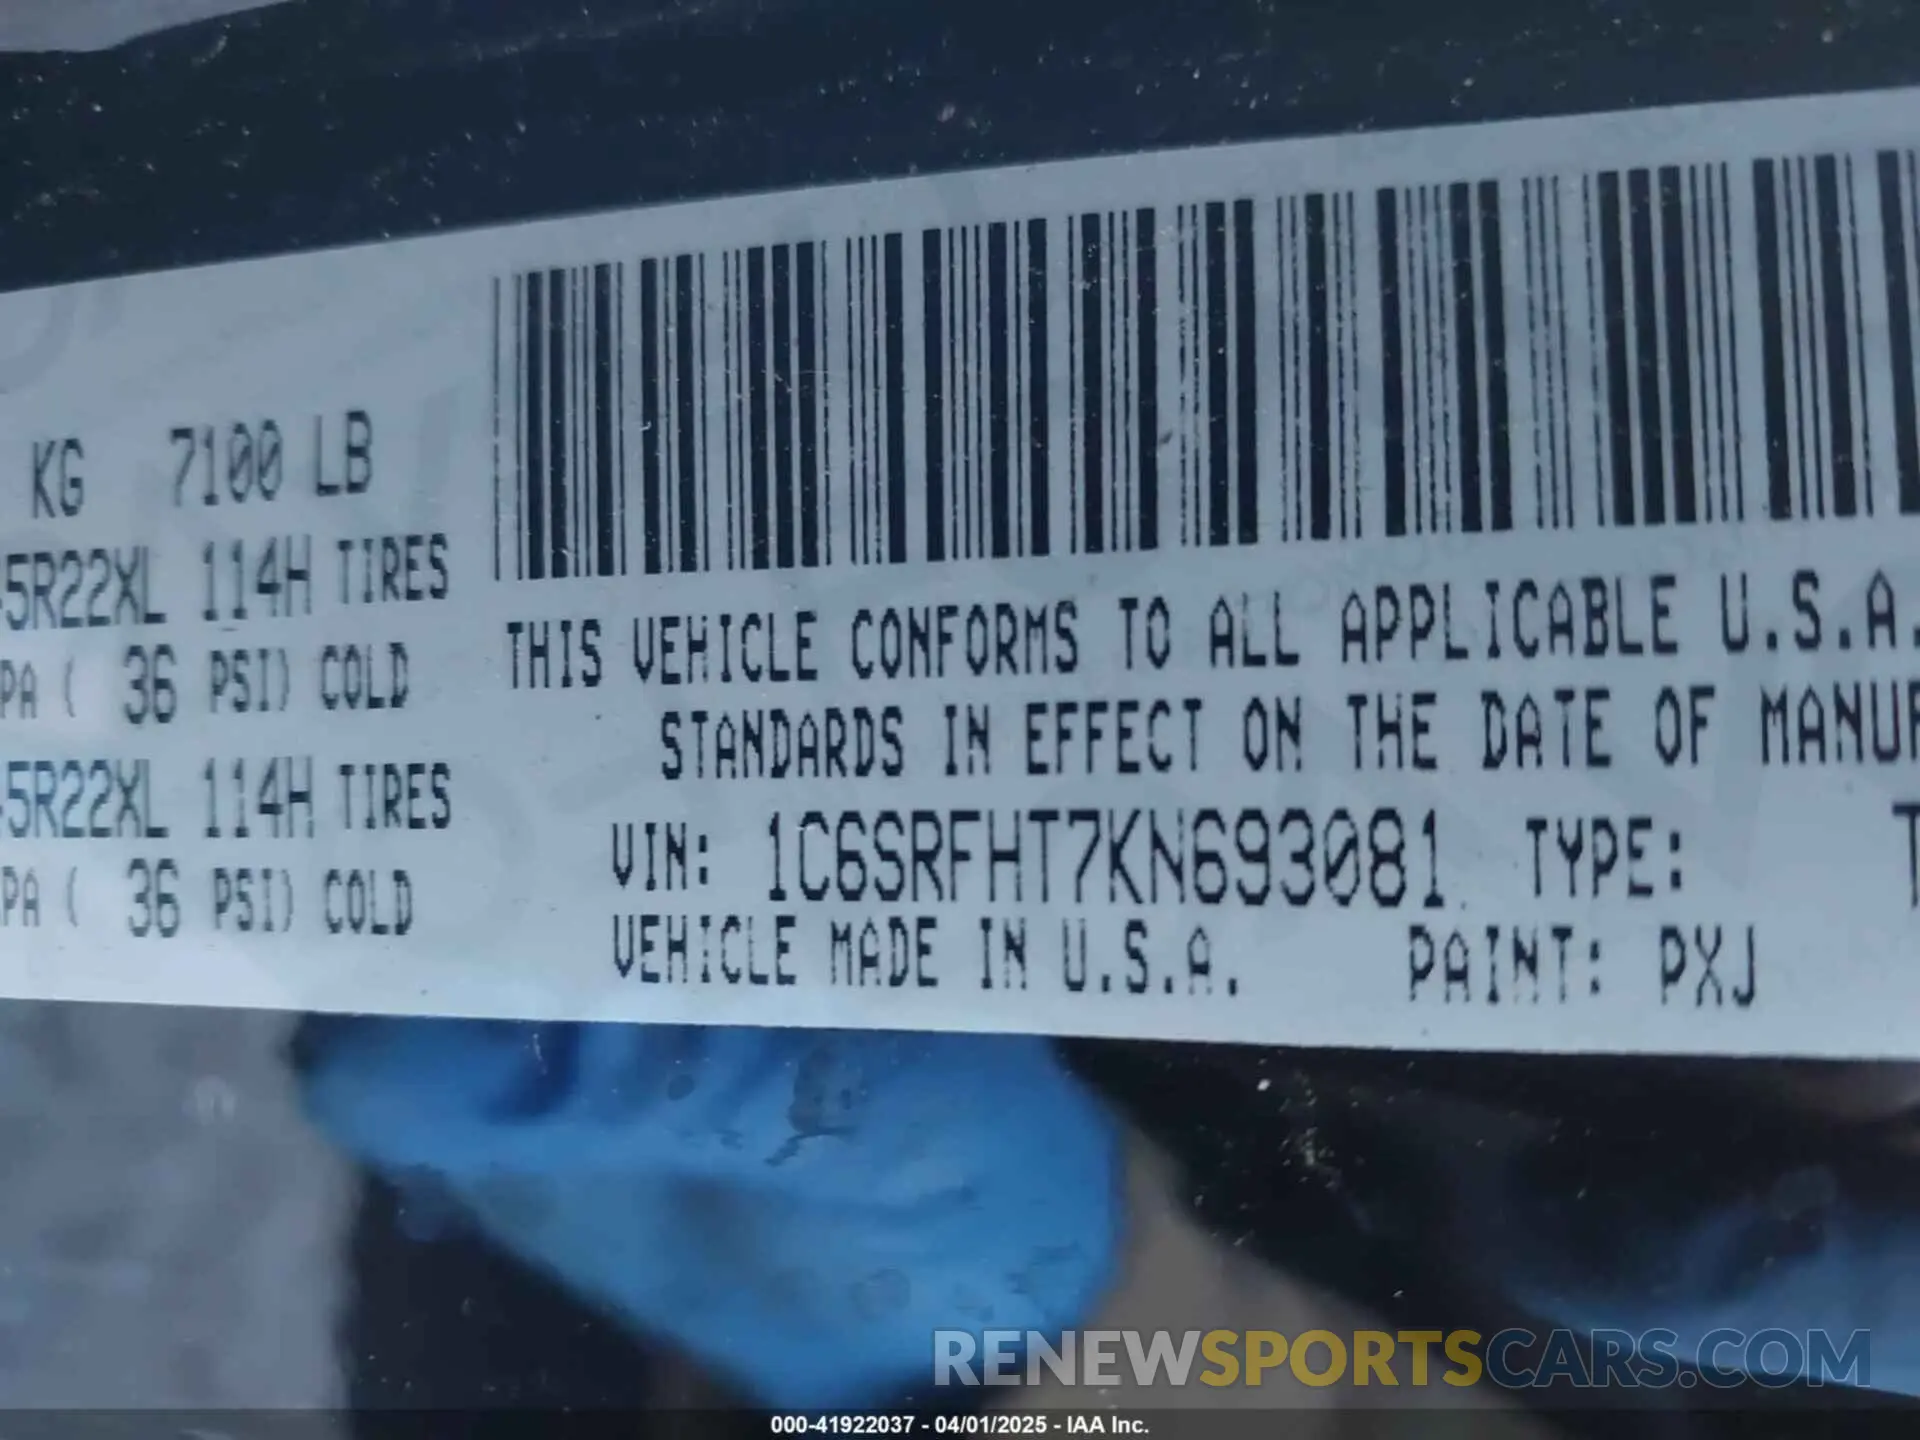 KG 7100 LB
5R22XL 114H TIRES
PA ( 36 PSI) COLD
5R22XL 114H TIRES
PA ( 36 PSI) COLD
THIS VEHICLE CONFORMS TO ALL APPLICABLE U.S.A.
STANDARDS IN EFFECT ON THE DATE OF MANUF
VIN: 1C6SRFHT7KN693081 TYPE: T
VEHICLE MADE IN U.S.A. PAINT: PXJ
RENEWSPORTSCARS.COM
000-41922037 - 04/01/2025 - IAA Inc.